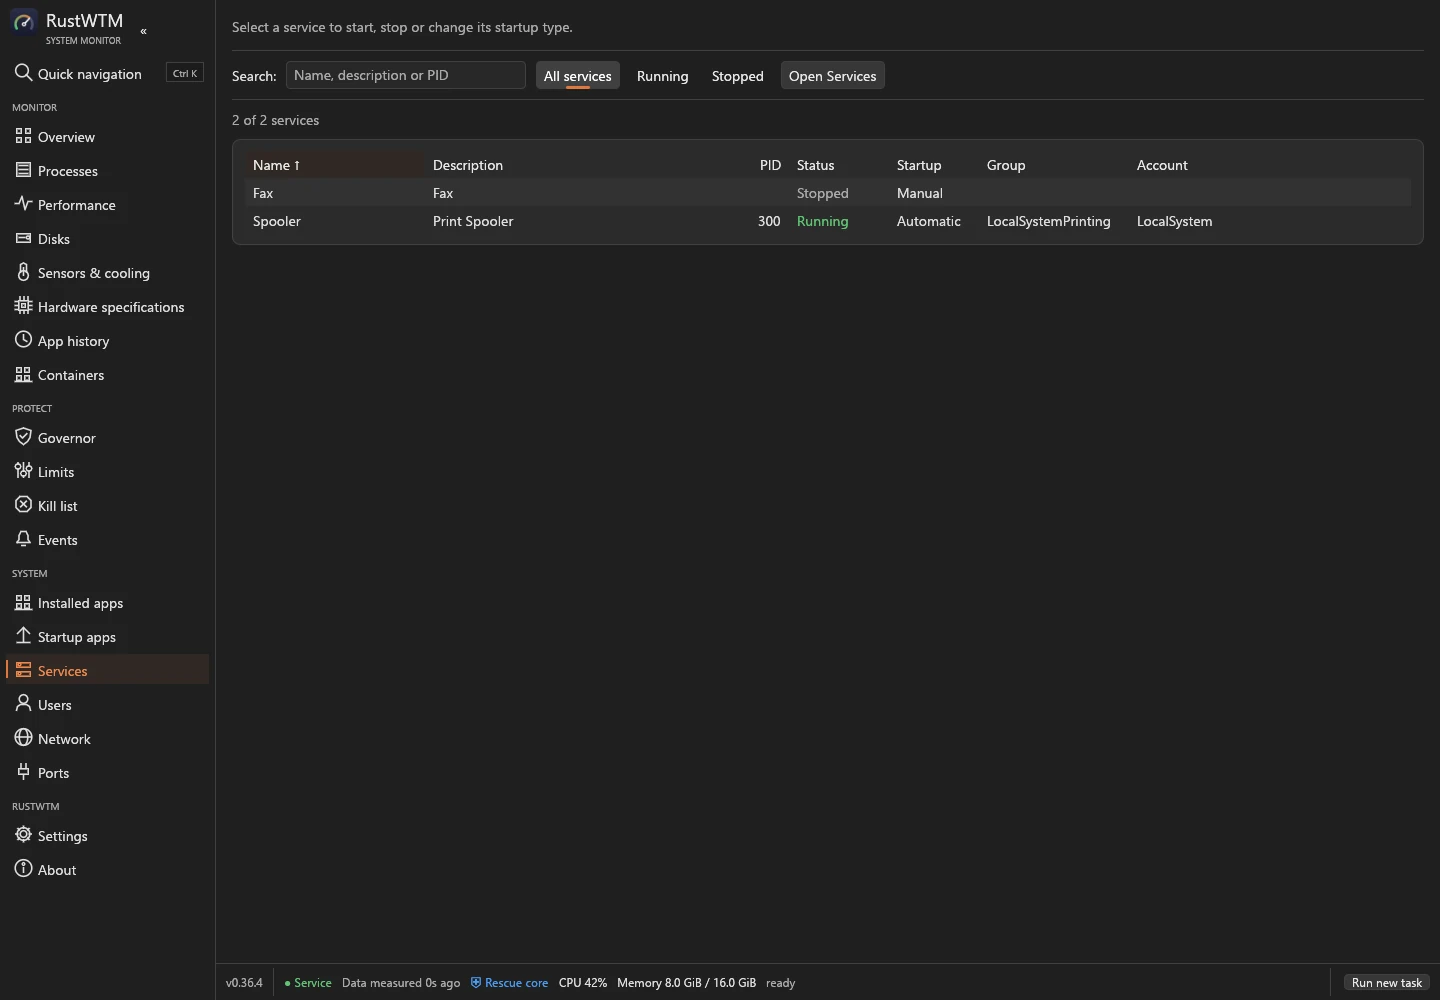 RustWTM
SYSTEM MONITOR
«
Quick navigation Ctrl K
MONITOR
Overview
Processes
Performance
Disks
Sensors & cooling
Hardware specifications
App history
Containers
PROTECT
Governor
Limits
Kill list
Events
SYSTEM
Installed apps
Startup apps
Services
Users
Network
Ports
RUSTWTM
Settings
About
Select a service to start, stop or change its startup type.
Search: Name, description or PID All services Running Stopped Open Services
2 of 2 services
Name ↑ Description PID Status Startup Group Account
Fax Fax Stopped Manual
Spooler Print Spooler 300 Running Automatic LocalSystemPrinting LocalSystem
v0.36.4 ● Service Data measured 0s ago Rescue core CPU 42% Memory 8.0 GiB / 16.0 GiB ready Run new task